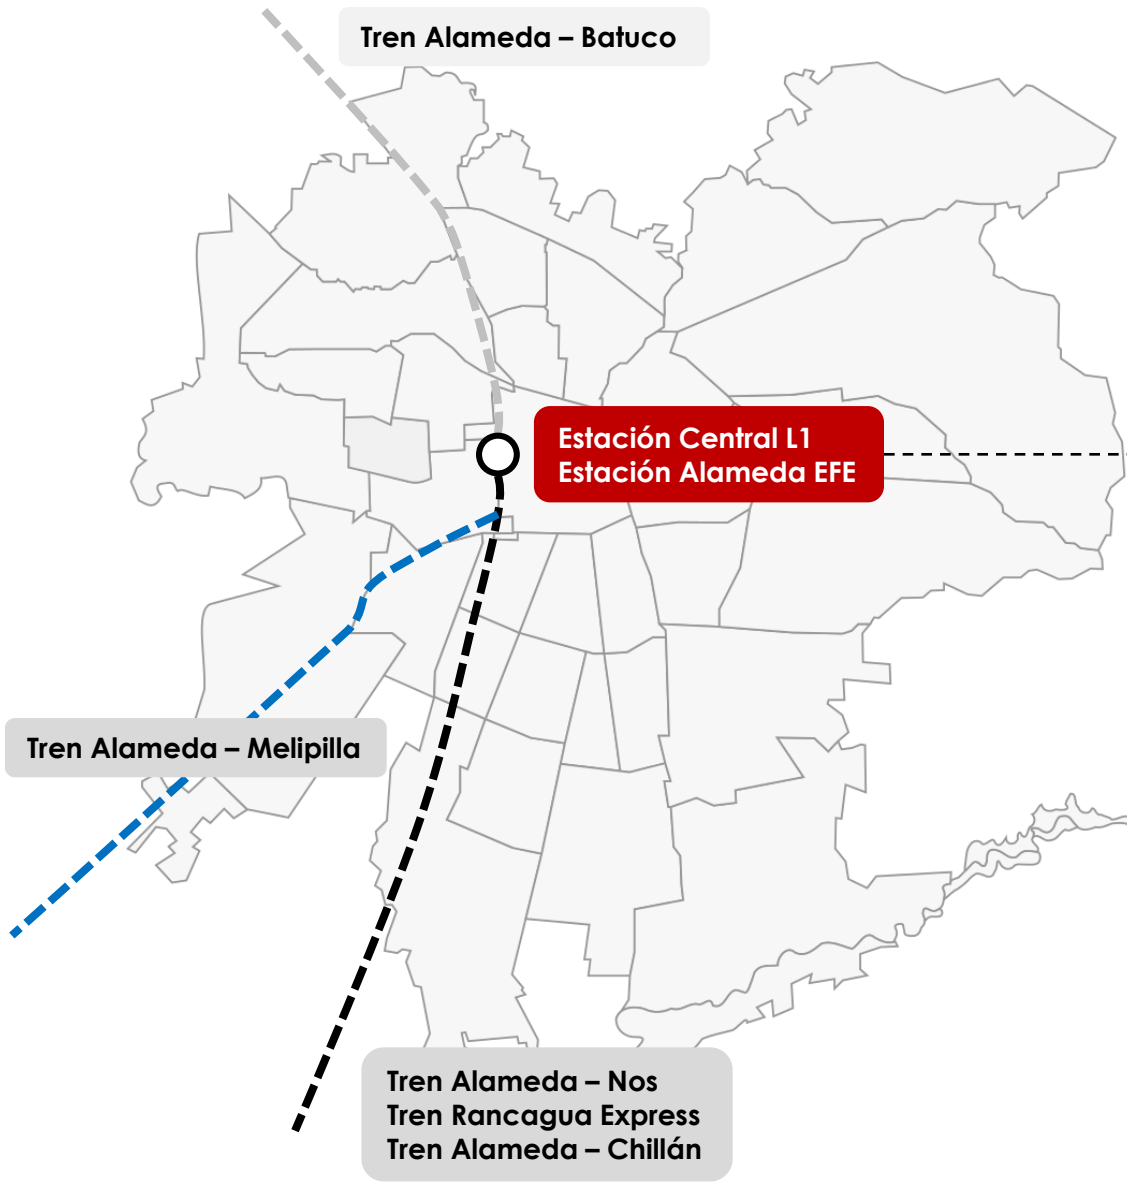 Tren Alameda – Batuco
Estación Central L1
Estación Alameda EFE
Tren Alameda – Melipilla
Tren Alameda – Nos
Tren Rancagua Express
Tren Alameda – Chillán